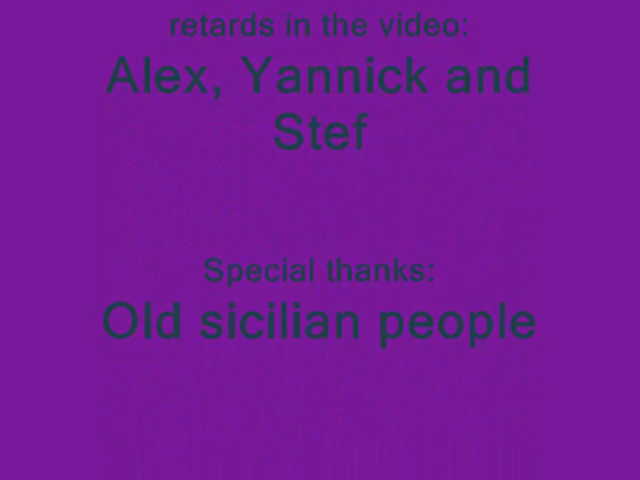 retards in the video:
Alex, Yannick and
Stef
Special thanks:
Old sicilian people